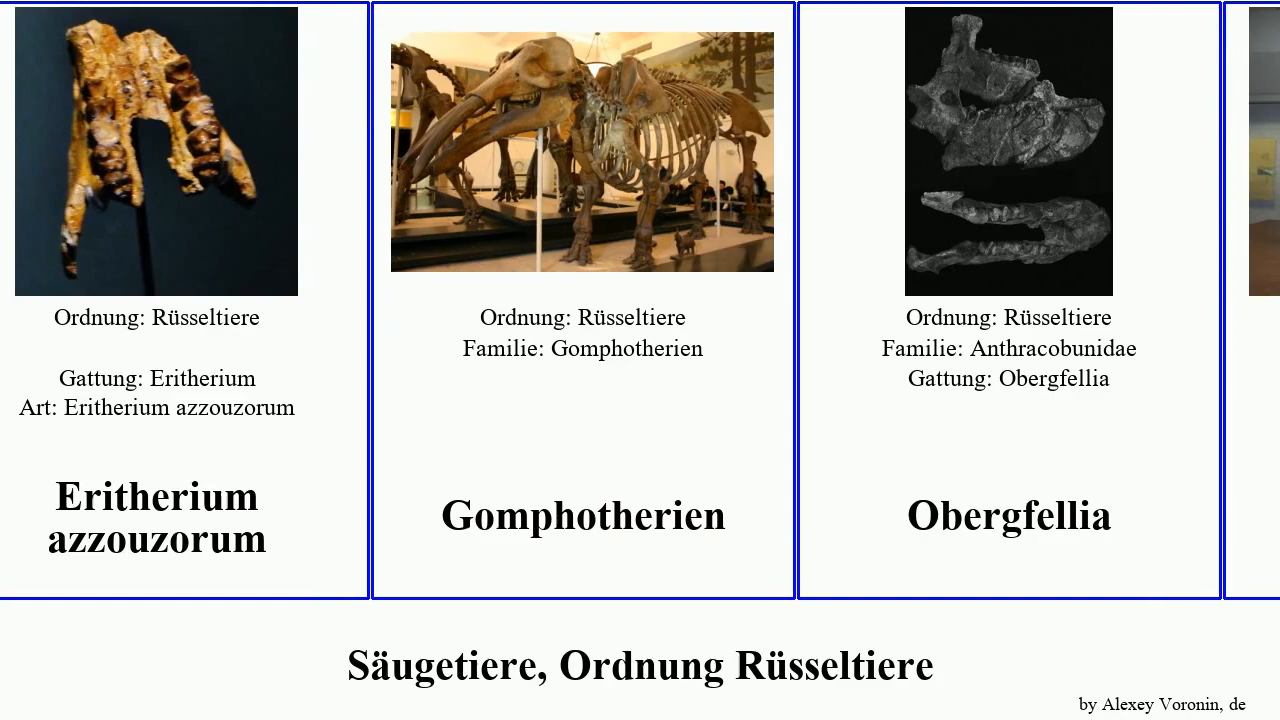 Ordnung: Rüsseltiere
Gattung: Eritherium
Art: Eritherium azzouzorum
Eritherium
azzouzorum
Ordnung: Rüsseltiere
Familie: Gomphotherien
Gomphotherien
Ordnung: Rüsseltiere
Familie: Anthracobunidae
Gattung: Obergfellia
Obergfellia
Säugetiere, Ordnung Rüsseltiere
by Alexey Voronin, de